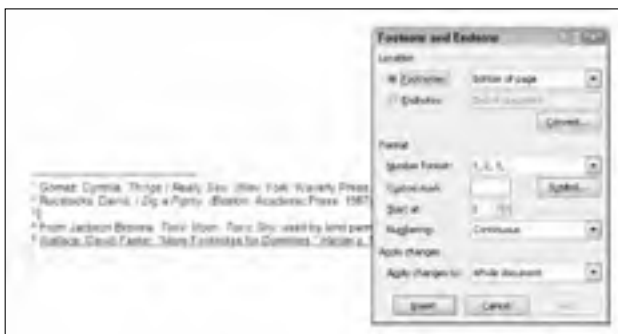 Footnote and Endnote
Location
Footnotes: Bottom of page
Endnotes: End of document
Convert...
Format
Number format: 1, 2, 3,
Custom mark: Symbol...
Start at: 1
Numbering: Continuous
Apply changes
Apply changes to: Whole document
Insert Cancel
Gomez, Cynthia. Things I Really Say. (New York: Waverly Press,
David. I Dig a Pony. (Boston: Academic Press, 1987)
From Jackson Browne, Tonic Moon, Toxic Sky, used by kind perm
Wallace, David Foster. "More Footnotes for Dummies," Harper's,